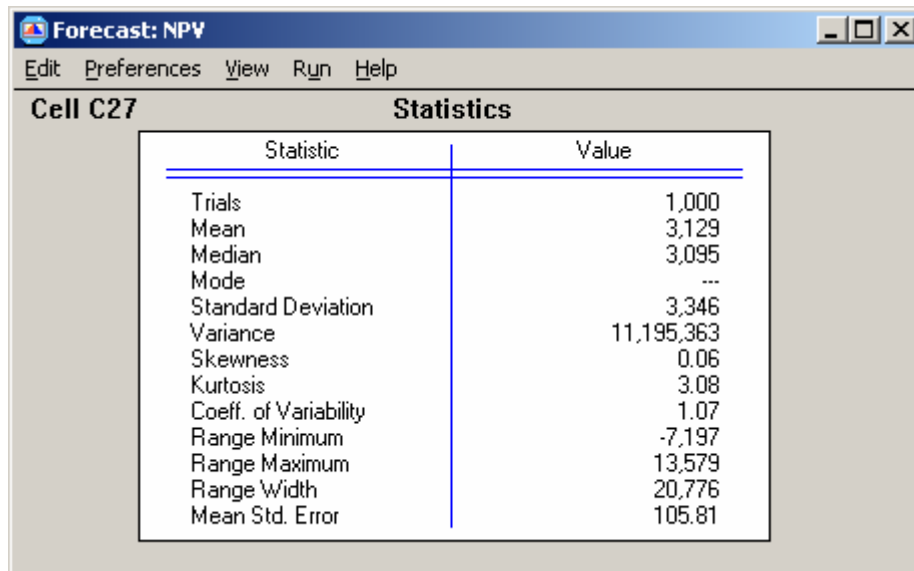 Forecast: NPV
Edit Preferences View Run Help
Cell C27 Statistics
Statistic Value
Trials 1,000
Mean 3,129
Median 3,095
Mode ---
Standard Deviation 3,346
Variance 11,195,363
Skewness 0.06
Kurtosis 3.08
Coeff. of Variability 1.07
Range Minimum -7,197
Range Maximum 13,579
Range Width 20,776
Mean Std. Error 105.81